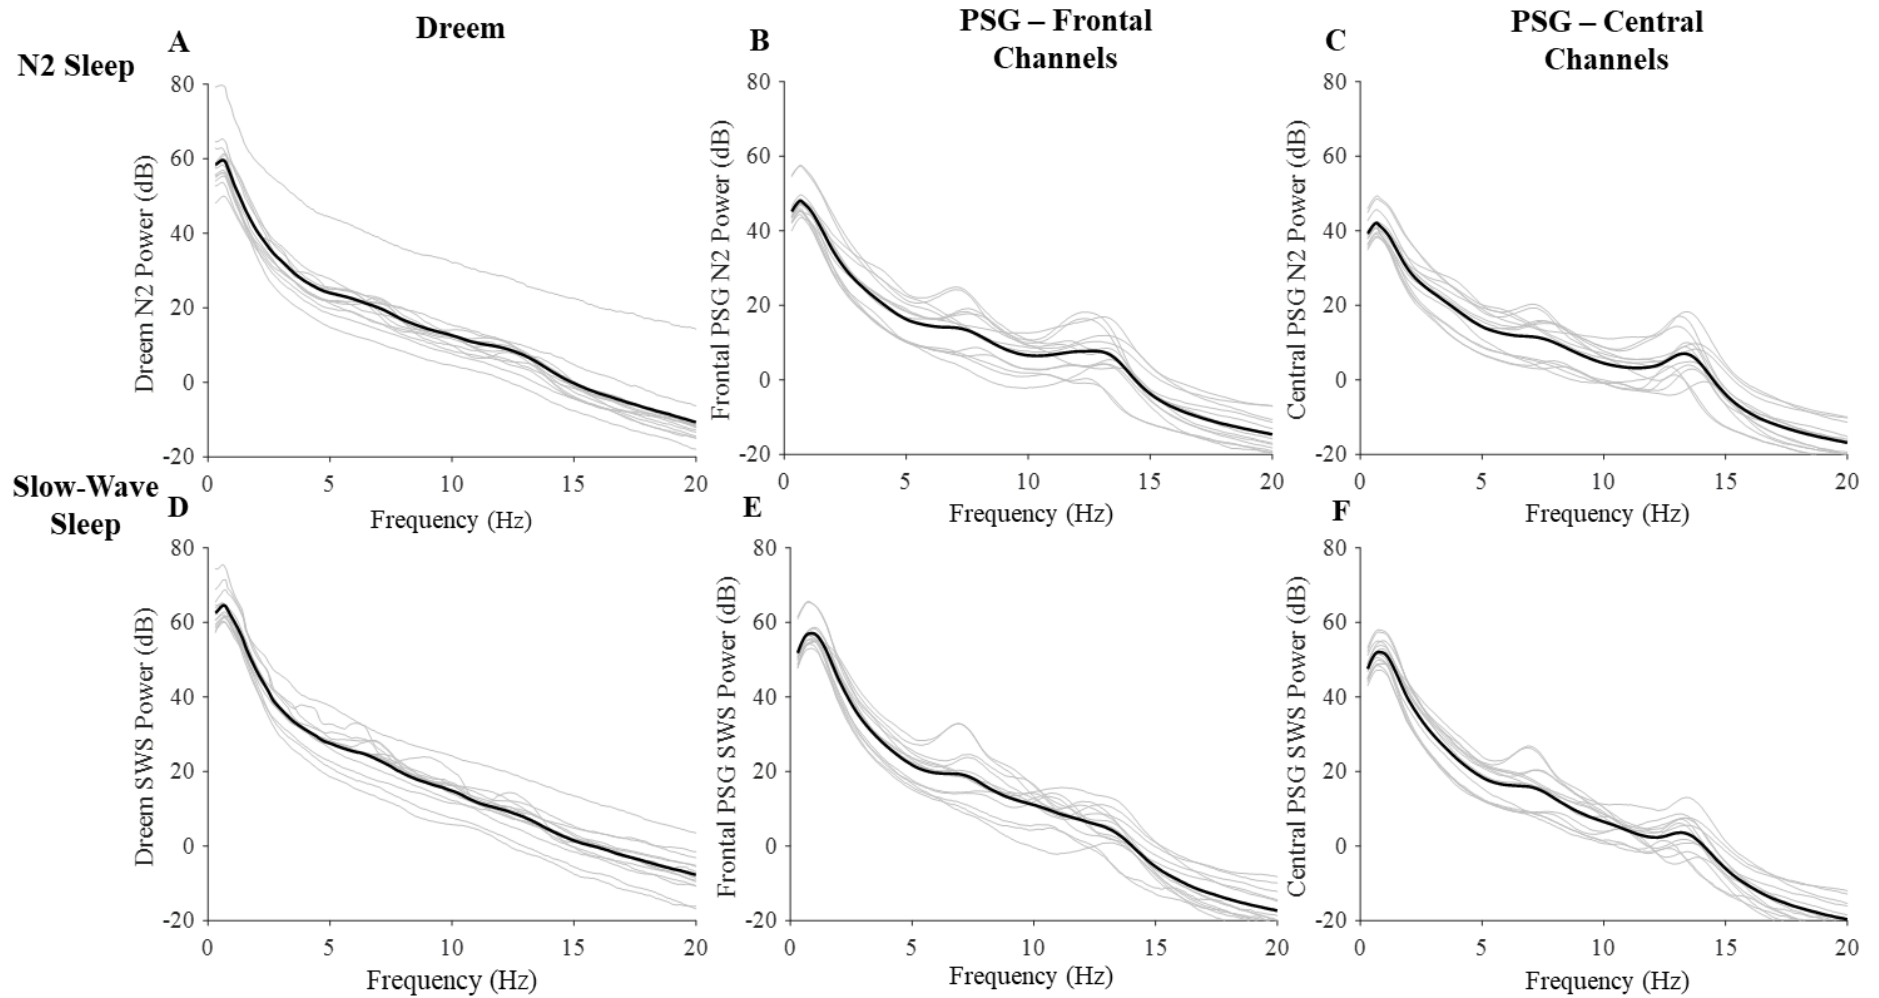 Dreem
PSG – Frontal
Channels
PSG – Central
Channels
N2 Sleep
A
80
60
40
20
0
-20
Dreem N2 Power (dB)
0 5 10 15 20
Frequency (Hz)
B
80
60
40
20
0
-20
Frontal PSG N2 Power (dB)
0 5 10 15 20
Frequency (Hz)
C
80
60
40
20
0
-20
Central PSG N2 Power (dB)
0 5 10 15 20
Frequency (Hz)
Slow-Wave
Sleep
D
80
60
40
20
0
-20
Dreem SWS Power (dB)
0 5 10 15 20
Frequency (Hz)
E
80
60
40
20
0
-20
Frontal PSG SWS Power (dB)
0 5 10 15 20
Frequency (Hz)
F
80
60
40
20
0
-20
Central PSG SWS Power (dB)
0 5 10 15 20
Frequency (Hz)